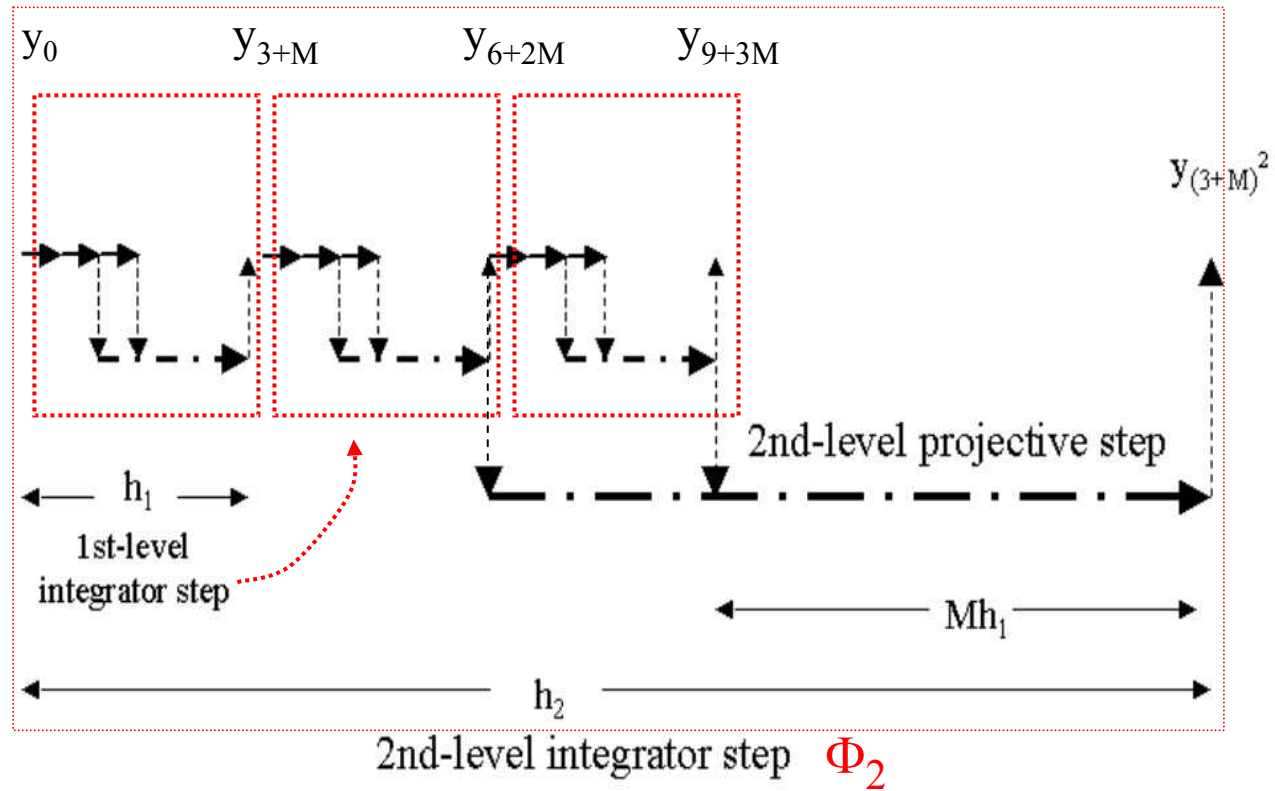 y₀ y₃₊M y₆₊₂M y₉₊₃M
y₍₃₊M₎²
2nd-level projective step
h₁
1st-level
integrator step
Mh₁
h₂
2nd-level integrator step Φ₂